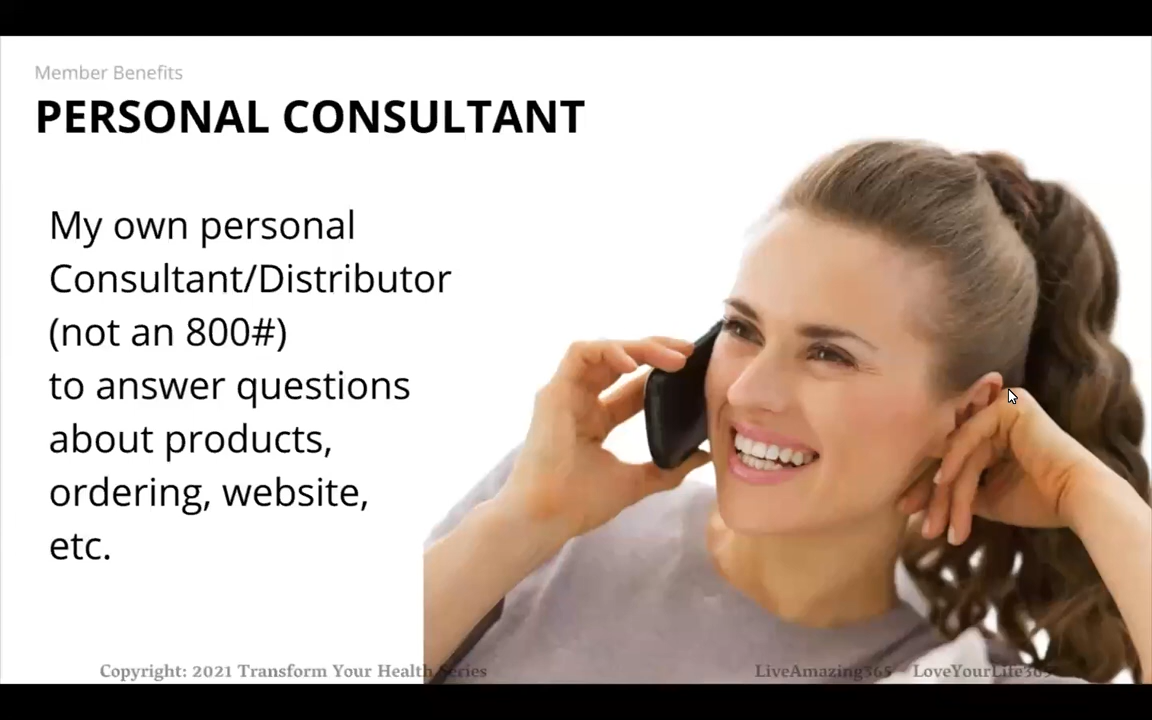 Member Benefits
PERSONAL CONSULTANT
My own personal
Consultant/Distributor
(not an 800#)
to answer questions
about products,
ordering, website,
etc.
Copyright: 2021 Transform Your Health Series
LiveAmazing365 LoveYourLife365